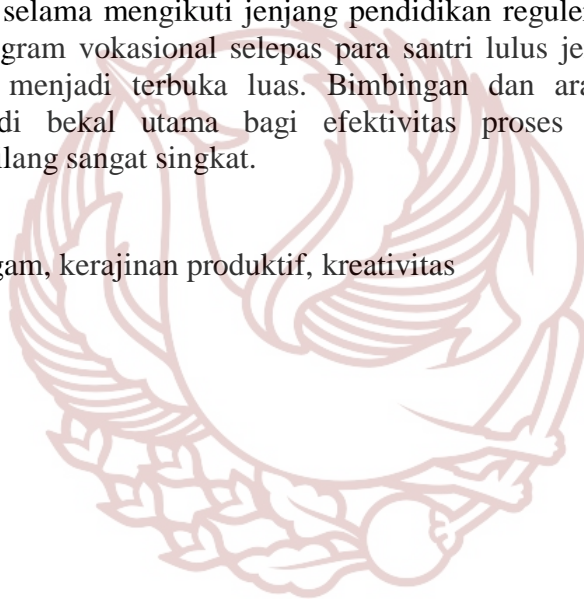 selama mengikuti jenjang pendidikan reguler
gram vokasional selepas para santri lulus je
menjadi terbuka luas. Bimbingan dan ara
di bekal utama bagi efektivitas proses
ilang sangat singkat.
gam, kerajinan produktif, kreativitas